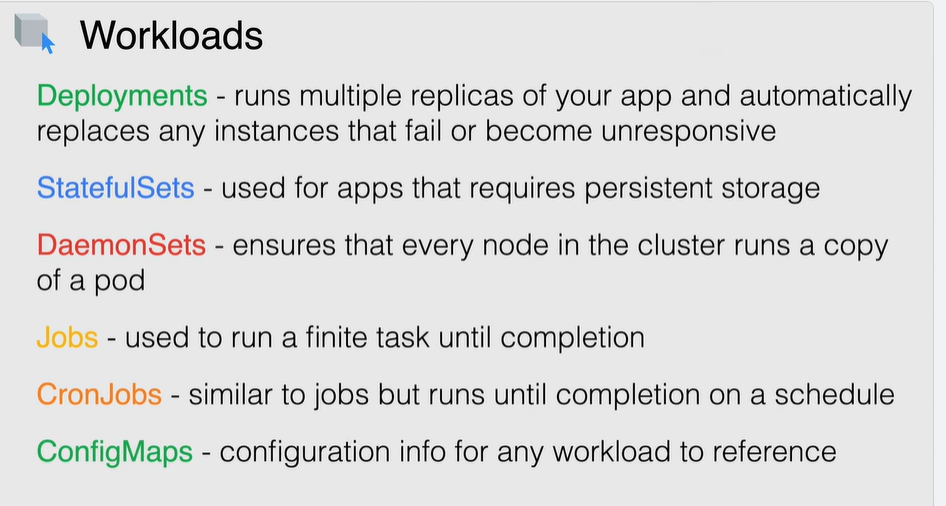 Workloads
Deployments - runs multiple replicas of your app and automatically
replaces any instances that fail or become unresponsive
StatefulSets - used for apps that requires persistent storage
DaemonSets - ensures that every node in the cluster runs a copy
of a pod
Jobs - used to run a finite task until completion
CronJobs - similar to jobs but runs until completion on a schedule
ConfigMaps - configuration info for any workload to reference